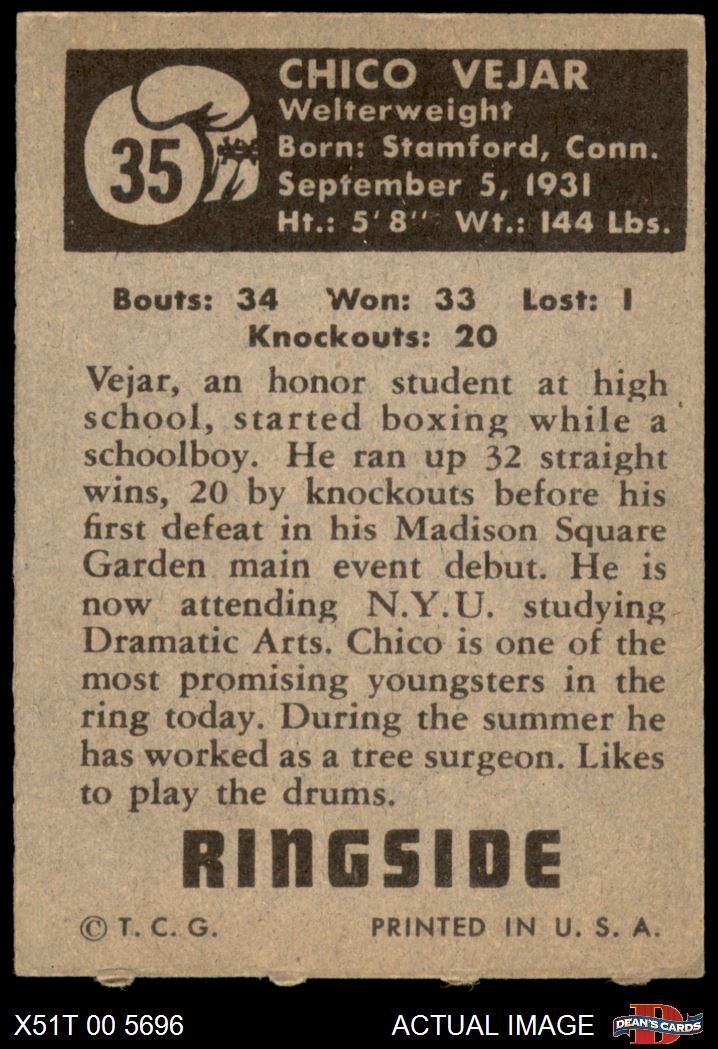 35
CHICO VEJAR
Welterweight
Born: Stamford, Conn.
September 5, 1931
Ht.: 5'8" Wt.: 144 Lbs.
Bouts: 34 Won: 33 Lost: 1
Knockouts: 20
Vejar, an honor student at high
school, started boxing while a
schoolboy. He ran up 32 straight
wins, 20 by knockouts before his
first defeat in his Madison Square
Garden main event debut. He is
now attending N.Y.U. studying
Dramatic Arts. Chico is one of the
most promising youngsters in the
ring today. During the summer he
has worked as a tree surgeon. Likes
to play the drums.
RINGSIDE
© T. C. G. PRINTED IN U. S. A.
X51T 00 5696 ACTUAL IMAGE D DEAN'S CARDS